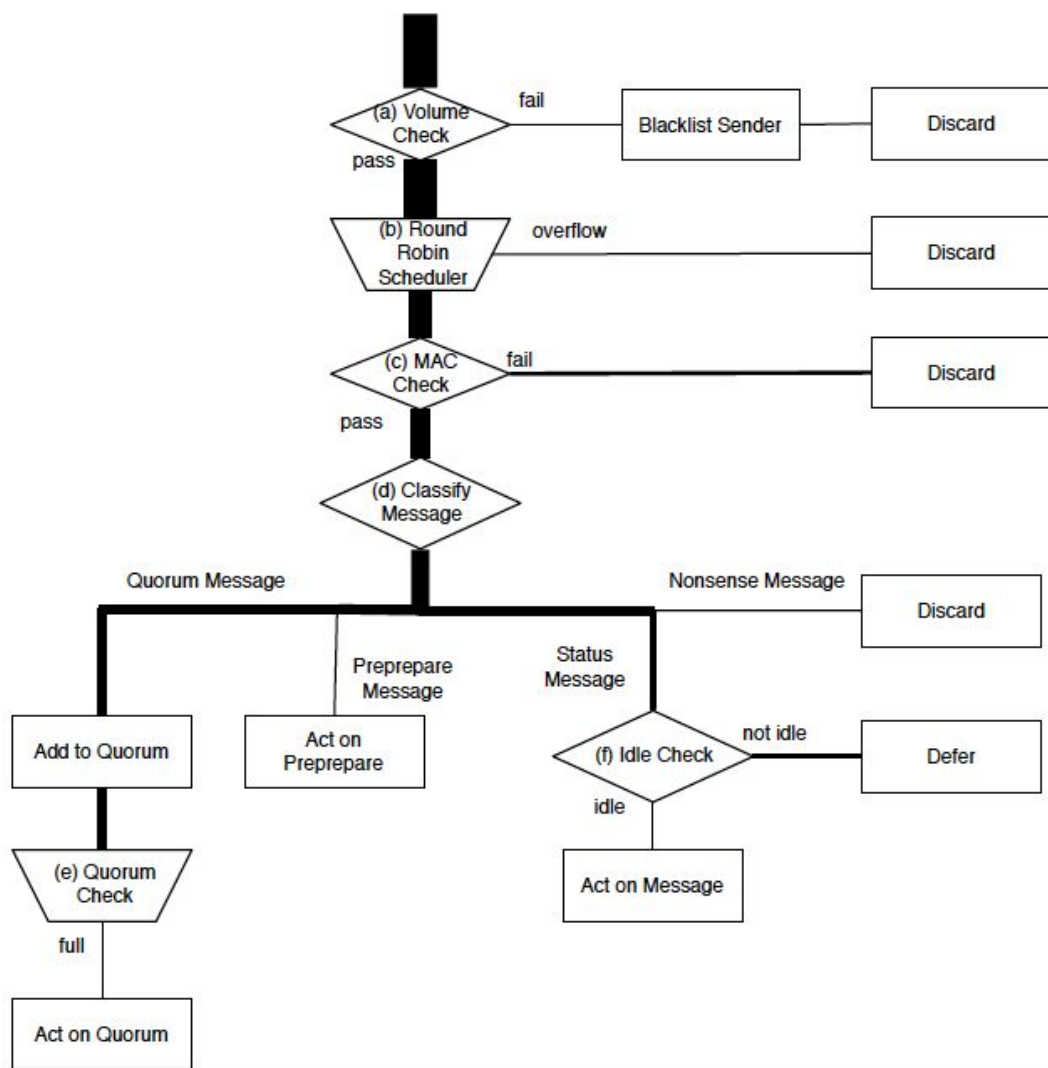 fail
(a) Volume
Check
Blacklist Sender
Discard
pass
(b) Round
Robin
Scheduler
overflow
Discard
(c) MAC
Check
fail
Discard
pass
(d) Classify
Message
Quorum Message
Nonsense Message
Discard
Preprepare
Message
Status
Message
Add to Quorum
Act on
Preprepare
(f) Idle Check
not idle
Defer
idle
(e) Quorum
Check
Act on Message
full
Act on Quorum